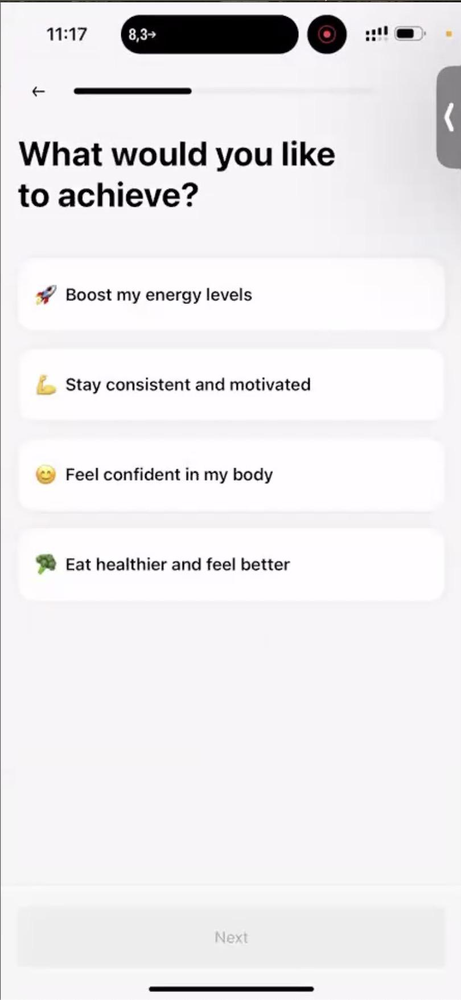 11:17
8,3→
What would you like
to achieve?
🚀 Boost my energy levels
💪 Stay consistent and motivated
😊 Feel confident in my body
🥦 Eat healthier and feel better
Next